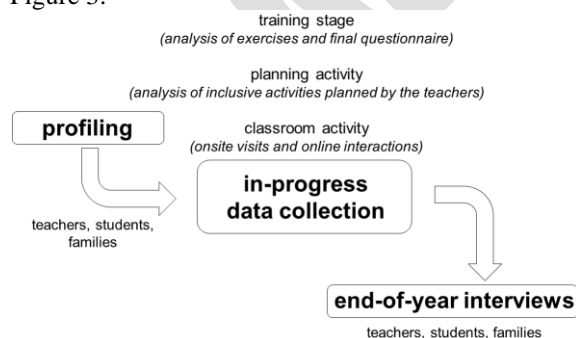 Figure 3.
training stage
(analysis of exercises and final questionnaire)
planning activity
(analysis of inclusive activities planned by the teachers)
profiling
classroom activity
(onsite visits and online interactions)
in-progress
data collection
teachers, students,
families
end-of-year interviews
teachers, students, families